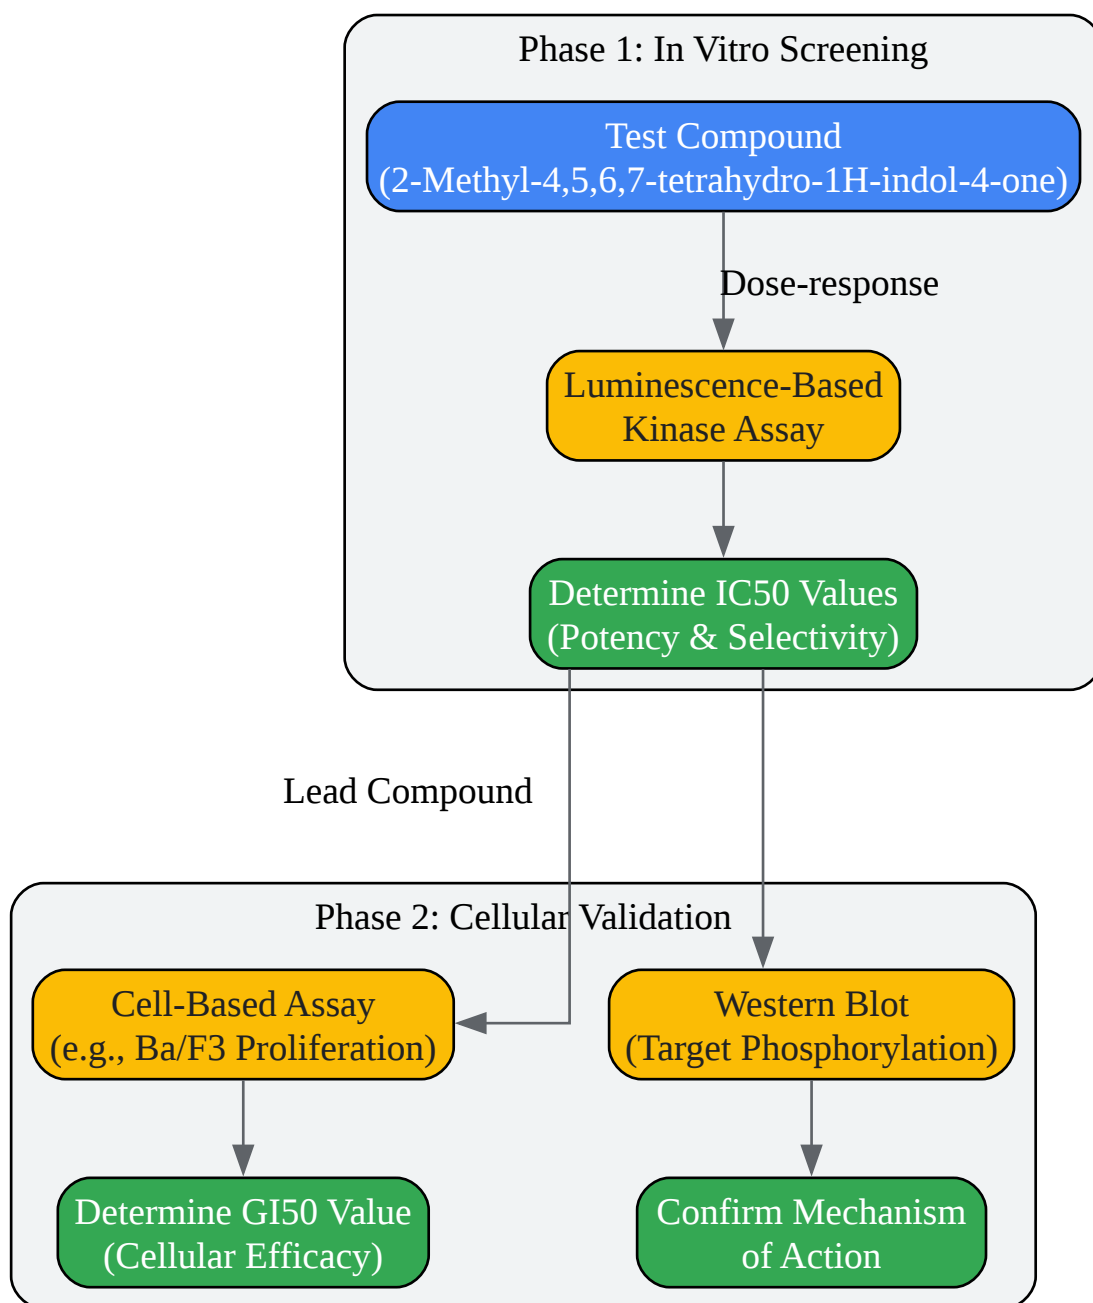 Phase 1: In Vitro Screening
Test Compound
(2-Methyl-4,5,6,7-tetrahydro-1H-indol-4-one)
Dose-response
Luminescence-Based
Kinase Assay
Determine IC50 Values
(Potency & Selectivity)
Lead Compound
Phase 2: Cellular Validation
Cell-Based Assay
(e.g., Ba/F3 Proliferation)
Western Blot
(Target Phosphorylation)
Determine GI50 Value
(Cellular Efficacy)
Confirm Mechanism
of Action